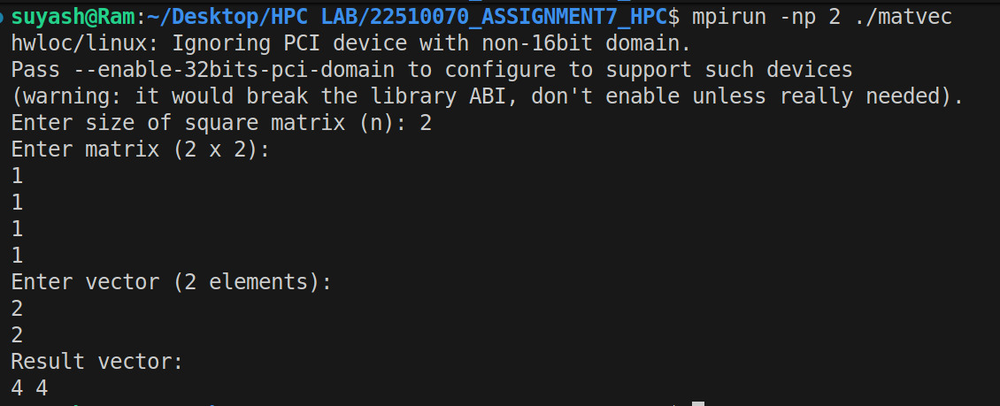 suyash@Ram:~/Desktop/HPC LAB/22510070_ASSIGNMENT7_HPC$ mpirun -np 2 ./matvec
hwloc/linux: Ignoring PCI device with non-16bit domain.
Pass --enable-32bits-pci-domain to configure to support such devices
(warning: it would break the library ABI, don't enable unless really needed).
Enter size of square matrix (n): 2
Enter matrix (2 x 2):
1
1
1
1
Enter vector (2 elements):
2
2
Result vector:
4 4